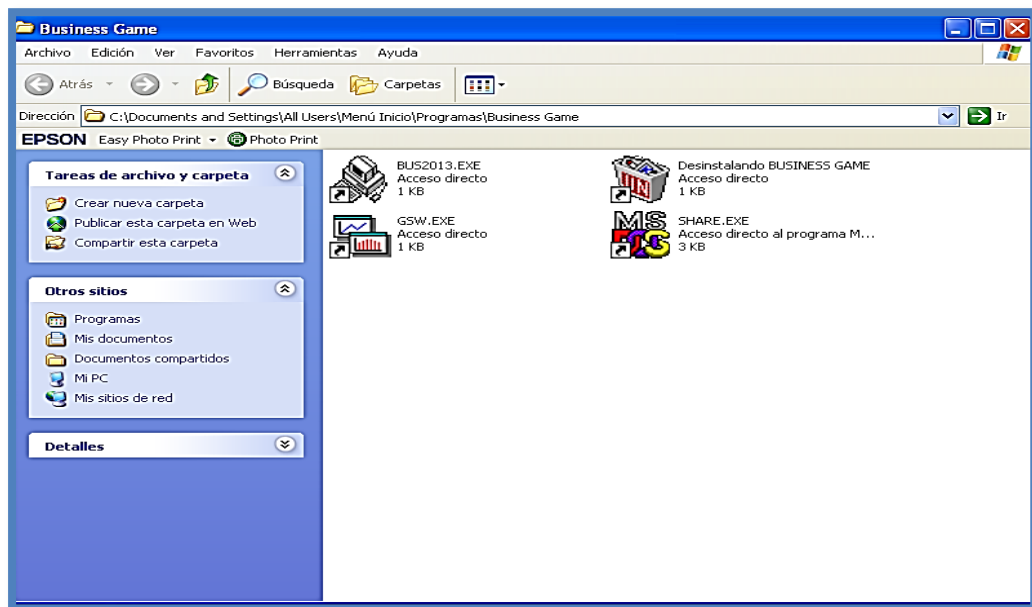 Business Game
Archivo Edición Ver Favoritos Herramientas Ayuda
Atrás Búsqueda Carpetas
Dirección C:\Documents and Settings\All Users\Menú Inicio\Programas\Business Game Ir
EPSON Easy Photo Print Photo Print
Tareas de archivo y carpeta
Crear nueva carpeta
Publicar esta carpeta en Web
Compartir esta carpeta
Otros sitios
Programas
Mis documentos
Documentos compartidos
Mi PC
Mis sitios de red
Detalles
BUS2013.EXE
Acceso directo
1 KB
Desinstalando BUSINESS GAME
Acceso directo
1 KB
GSW.EXE
Acceso directo
1 KB
MS
SHARE.EXE
Acceso directo al programa M...
3 KB